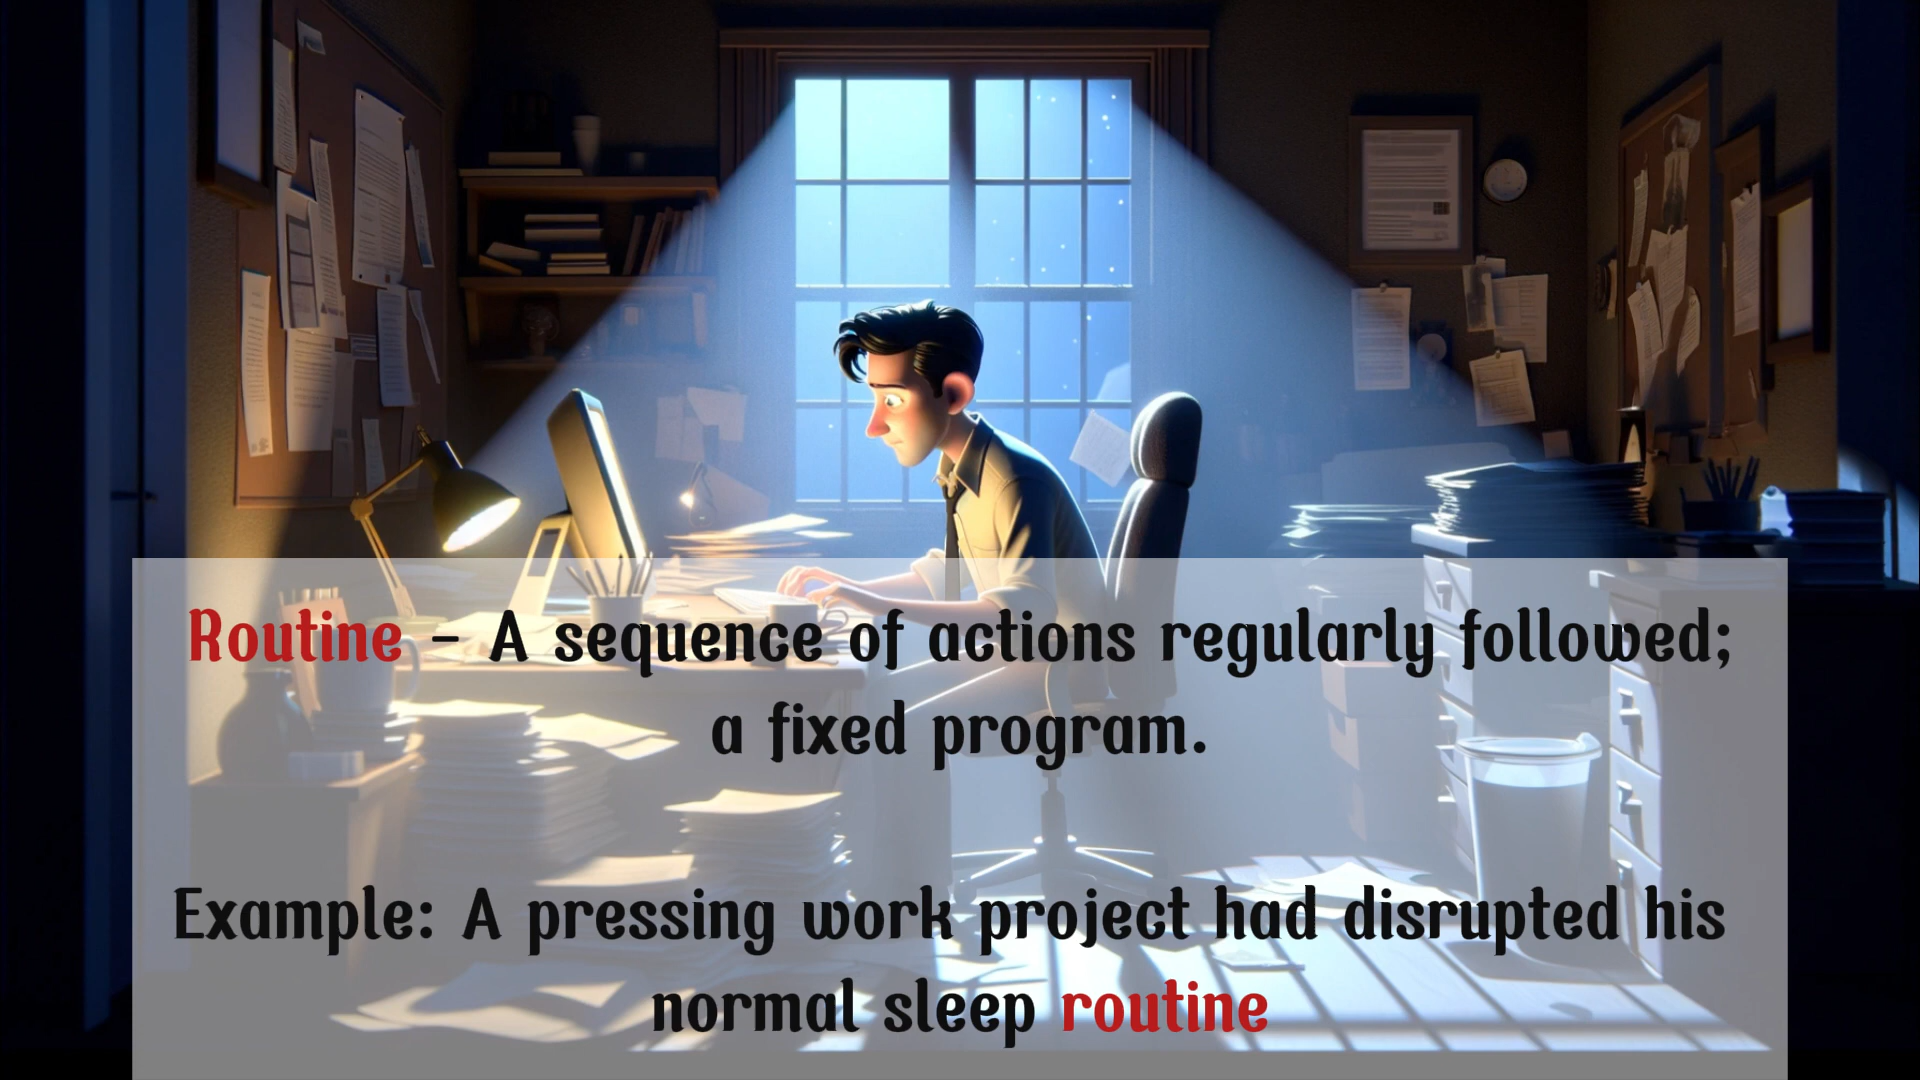 Routine - A sequence of actions regularly followed;
a fixed program.
Example: A pressing work project had disrupted his
normal sleep routine